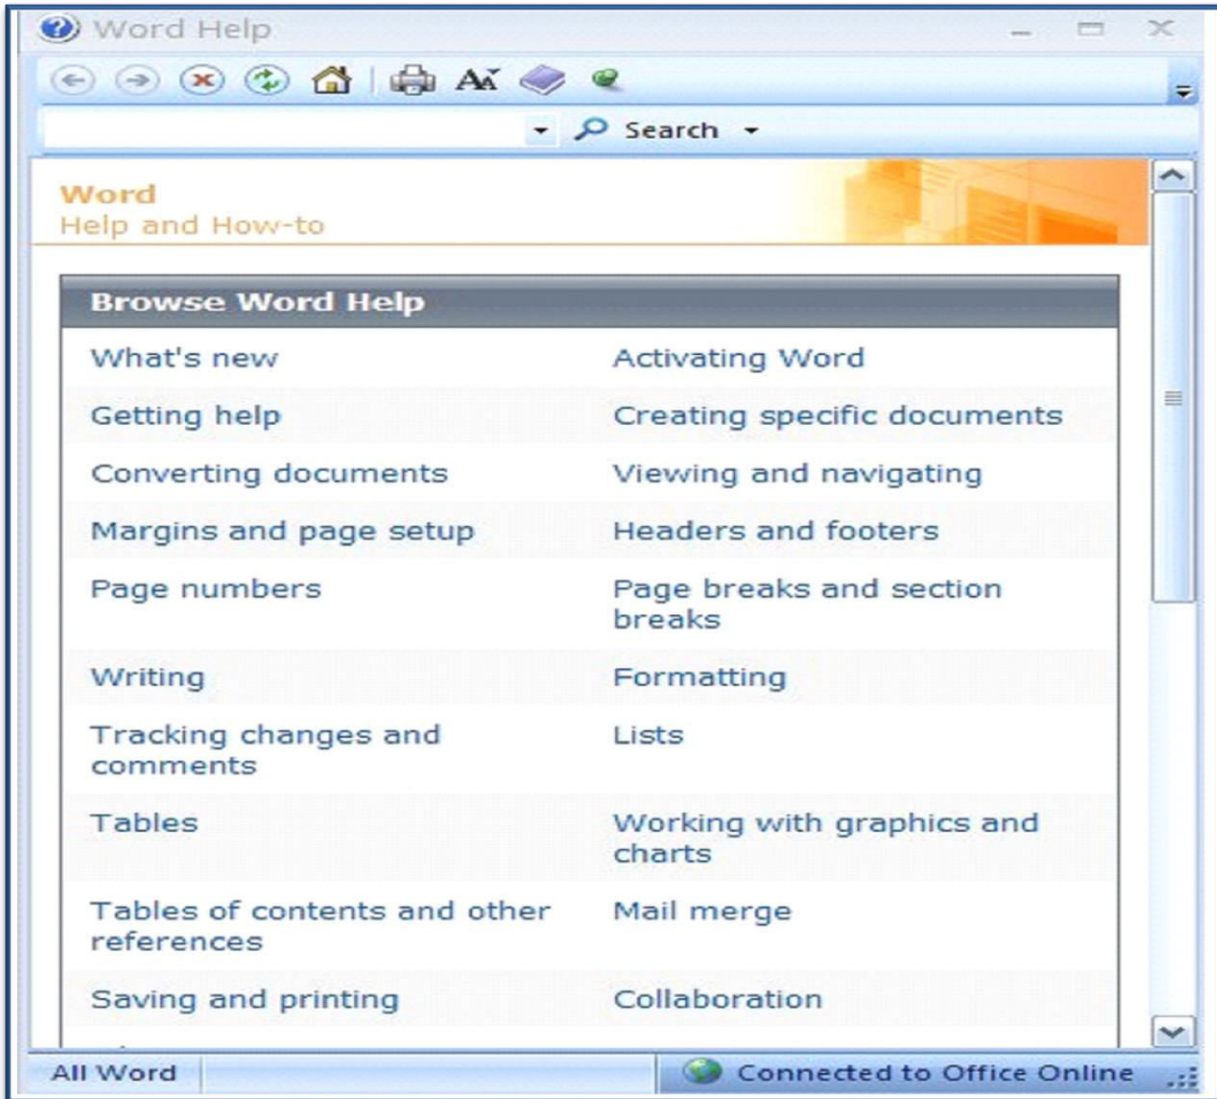 Word Help
Search
Word
Help and How-to
Browse Word Help
What's new
Activating Word
Getting help
Creating specific documents
Converting documents
Viewing and navigating
Margins and page setup
Headers and footers
Page numbers
Page breaks and section
breaks
Writing
Formatting
Tracking changes and
comments
Lists
Tables
Working with graphics and
charts
Tables of contents and other
references
Mail merge
Saving and printing
Collaboration
All Word
Connected to Office Online